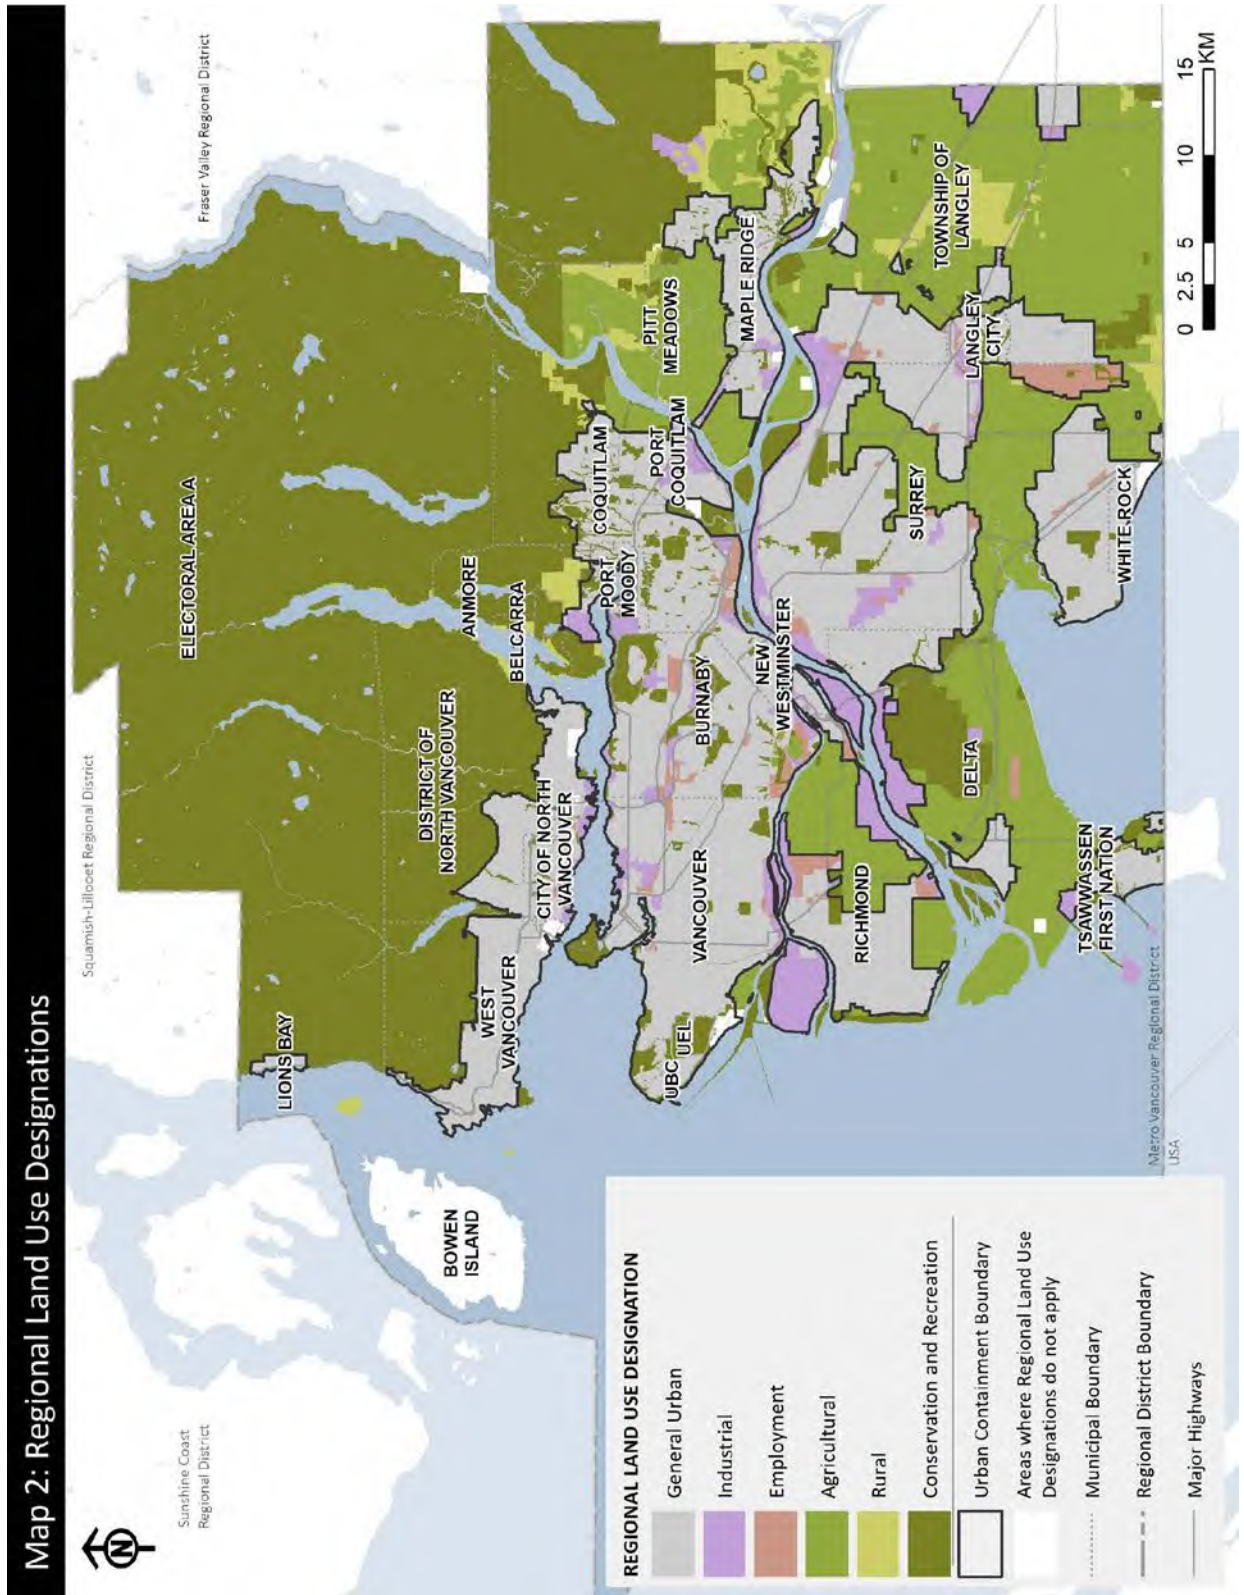 Map 2: Regional Land Use Designations
N
Sunshine Coast
Regional District
Squamish-Lillooet Regional District
Fraser Valley Regional District
ELECTORAL AREA A
LIONS BAY
BOWEN
ISLAND
WEST
VANCOUVER
DISTRICT OF
NORTH VANCOUVER
CITY OF NORTH
VANCOUVER
ANMORE
BELCARRA
PORT
MOODY
COQUITLAM
PORT
COQUITLAM
PITT
MEADOWS
MAPLE RIDGE
UBC
UEL
VANCOUVER
BURNABY
NEW
WESTMINSTER
RICHMOND
DELTA
SURREY
LANGLEY
CITY
TOWNSHIP OF
LANGLEY
WHITE ROCK
TSAWWASSEN
FIRST NATION
Metro Vancouver Regional District
USA
REGIONAL LAND USE DESIGNATION
General Urban
Industrial
Employment
Agricultural
Rural
Conservation and Recreation
Urban Containment Boundary
Areas where Regional Land Use
Designations do not apply
Municipal Boundary
Regional District Boundary
Major Highways
0 2.5 5 10 15
KM